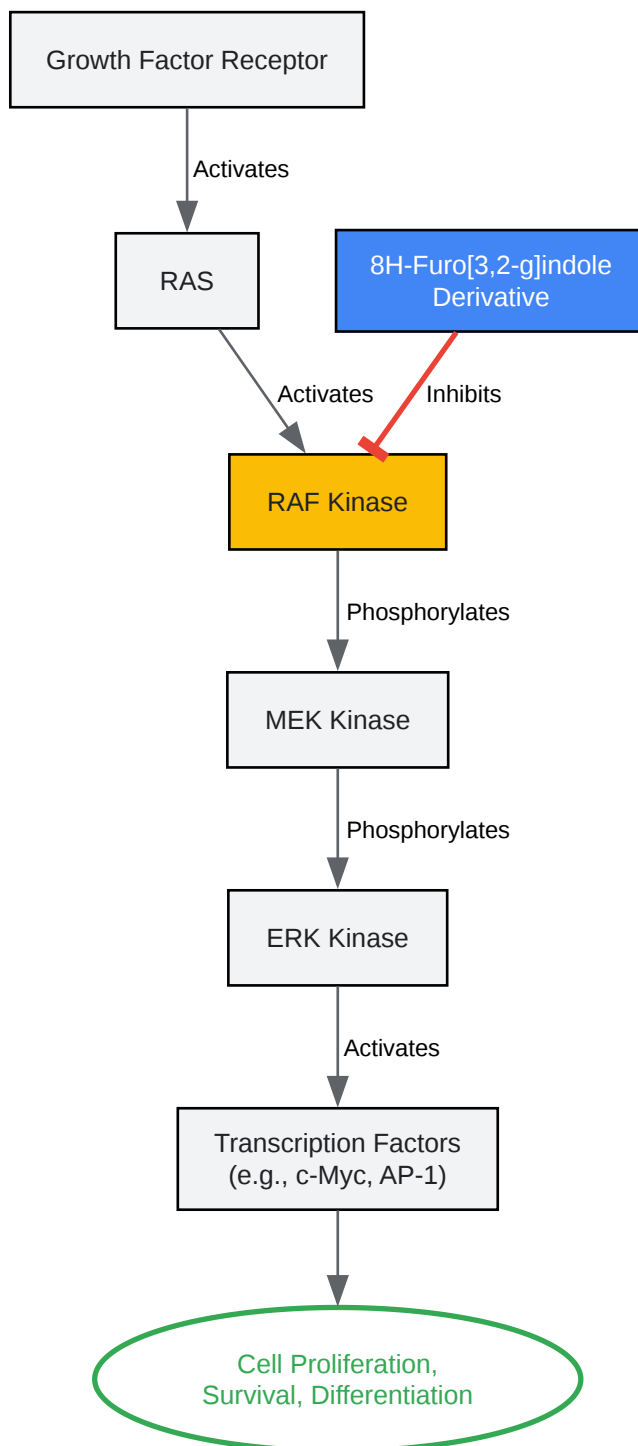 Growth Factor Receptor
Activates
RAS
8H-Furo[3,2-g]indole
Derivative
Activates
Inhibits
RAF Kinase
Phosphorylates
MEK Kinase
Phosphorylates
ERK Kinase
Activates
Transcription Factors
(e.g., c-Myc, AP-1)
Cell Proliferation,
Survival, Differentiation